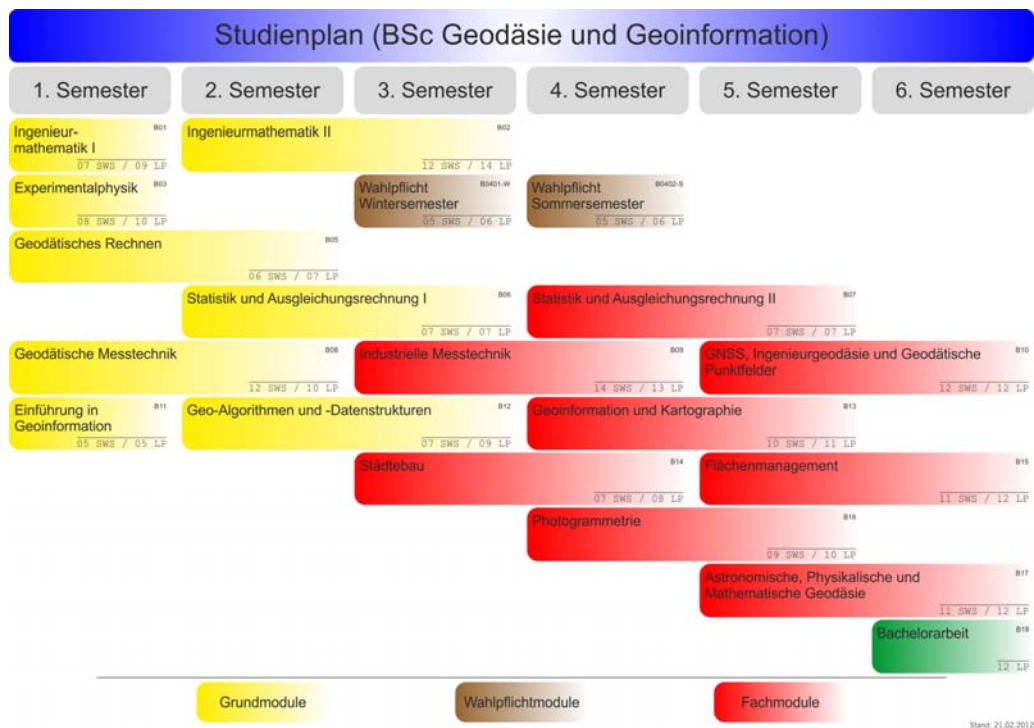 Studienplan (BSc Geodäsie und Geoinformation)
1. Semester
2. Semester
3. Semester
4. Semester
5. Semester
6. Semester
Ingenieur-
mathematik I
B01
07 SWS / 09 LP
Ingenieurmathematik II
B02
12 SWS / 14 LP
Experimentalphysik
B03
08 SWS / 10 LP
Wahlpflicht
Wintersemester
B0401-W
05 SWS / 06 LP
Wahlpflicht
Sommersemester
B0402-S
05 SWS / 06 LP
Geodätisches Rechnen
B05
06 SWS / 07 LP
Statistik und Ausgleichungsrechnung I
B06
07 SWS / 07 LP
Statistik und Ausgleichungsrechnung II
B07
07 SWS / 07 LP
Geodätische Messtechnik
B08
12 SWS / 10 LP
Industrielle Messtechnik
B09
14 SWS / 13 LP
GNSS, Ingenieurgeodäsie und Geodätische
Punktfelder
B10
12 SWS / 12 LP
Einführung in
Geoinformation
B11
05 SWS / 05 LP
Geo-Algorithmen und -Datenstrukturen
B12
07 SWS / 09 LP
Geoinformation und Kartographie
B13
10 SWS / 11 LP
Städtebau
B14
07 SWS / 08 LP
Flächenmanagement
B15
11 SWS / 12 LP
Photogrammetrie
B16
09 SWS / 10 LP
Astronomische, Physikalische und
Mathematische Geodäsie
B17
11 SWS / 12 LP
Bachelorarbeit
12 LP
Grundmodule
Wahlpflichtmodule
Fachmodule
Stand: 21.02.2012